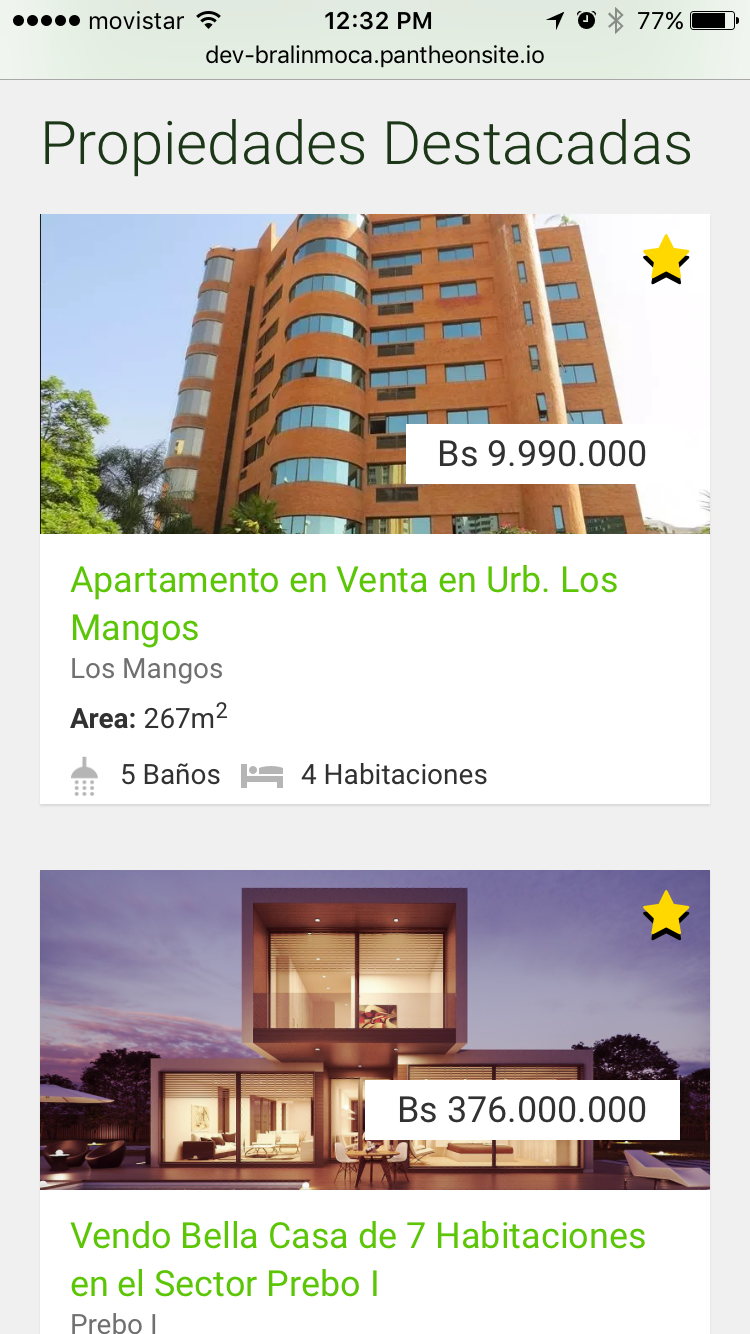 movistar 12:32 PM 77%
dev-bralinmoca.pantheonsite.io
Propiedades Destacadas
Bs 9.990.000
Apartamento en Venta en Urb. Los
Mangos
Los Mangos
Area: 267m²
5 Baños 4 Habitaciones
Bs 376.000.000
Vendo Bella Casa de 7 Habitaciones
en el Sector Prebo I
Prebo I